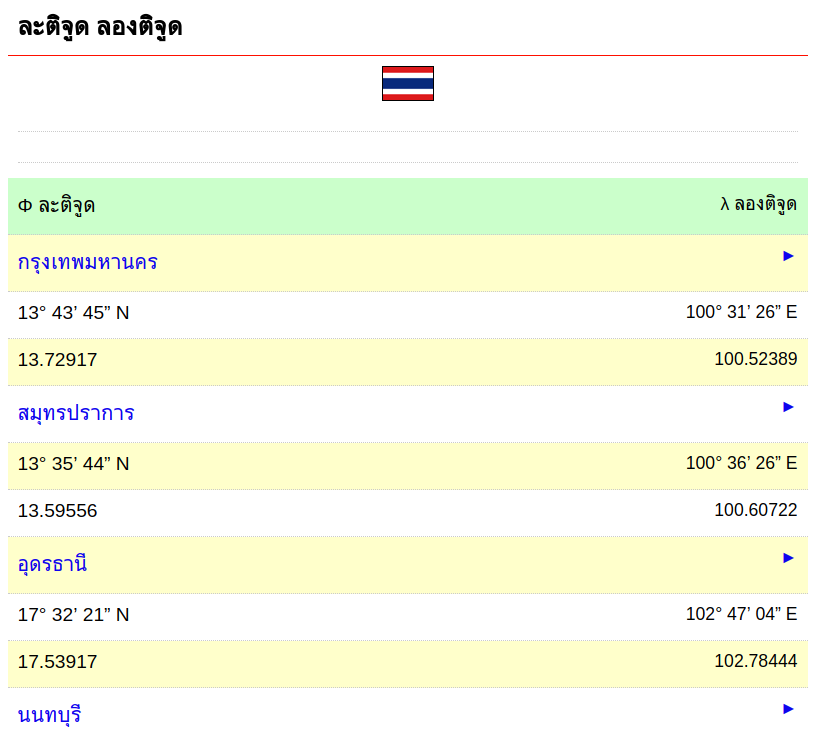 ละติจูด ลองติจูด
Φ ละติจูด λ ลองติจูด
กรุงเทพมหานคร ►
13° 43’ 45” N 100° 31’ 26” E
13.72917 100.52389
สมุทรปราการ ►
13° 35’ 44” N 100° 36’ 26” E
13.59556 100.60722
อุดรธานี ►
17° 32’ 21” N 102° 47’ 04” E
17.53917 102.78444
นนทบุรี ►